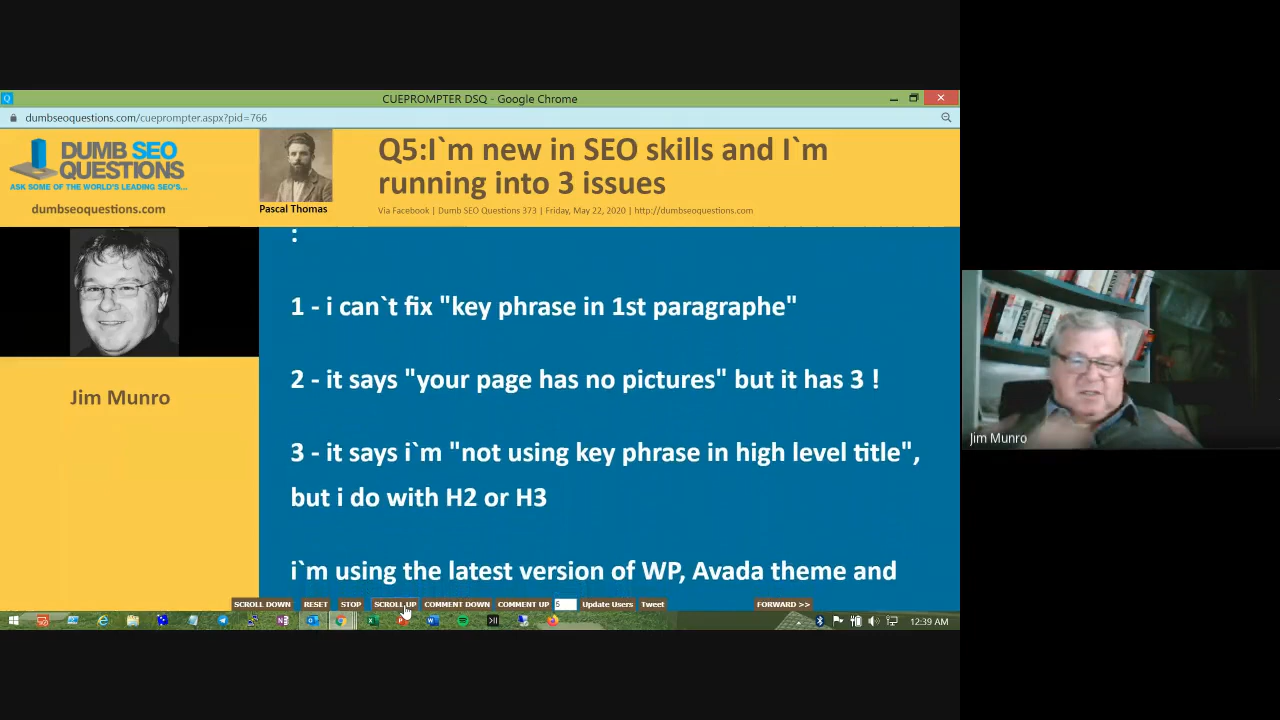 CUEPROMPTER DSQ - Google Chrome
dumbseoquestions.com/cueprompter.aspx?pid=766
DUMB SEO
QUESTIONS
ASK SOME OF THE WORLD'S LEADING SEO'S...
dumbseoquestions.com
Pascal Thomas
Q5:I`m new in SEO skills and I`m
running into 3 issues
Via Facebook | Dumb SEO Questions 373 | Friday, May 22, 2020 | http://dumbseoquestions.com
Jim Munro
:
1 - i can`t fix "key phrase in 1st paragraphe"
2 - it says "your page has no pictures" but it has 3 !
3 - it says i`m "not using key phrase in high level title",
but i do with H2 or H3
i`m using the latest version of WP, Avada theme and
SCROLL DOWN RESET STOP SCROLL UP COMMENT DOWN COMMENT UP 5 Update Users Tweet FORWARD >>
12:39 AM
Jim Munro